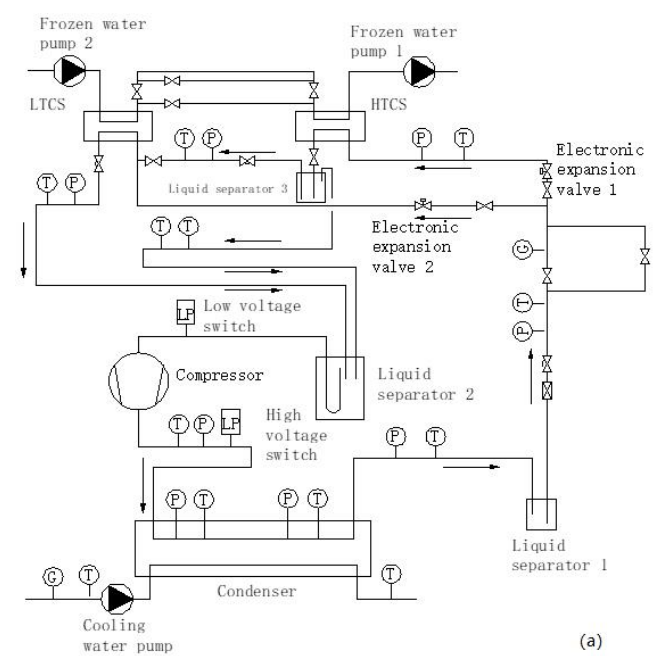 Frozen water
pump 2
Frozen water
pump 1
LTCS
HTCS
T
P
P
T
Electronic
expansion
valve 1
T
P
Liquid separator 3
T
T
Electronic
expansion
valve 2
G
T
P
LP
Low voltage
switch
Compressor
Liquid
separator 2
T
P
LP
High
voltage
switch
P
T
P
T
P
T
Liquid
separator 1
G
T
Condenser
T
Cooling
water pump
(a)